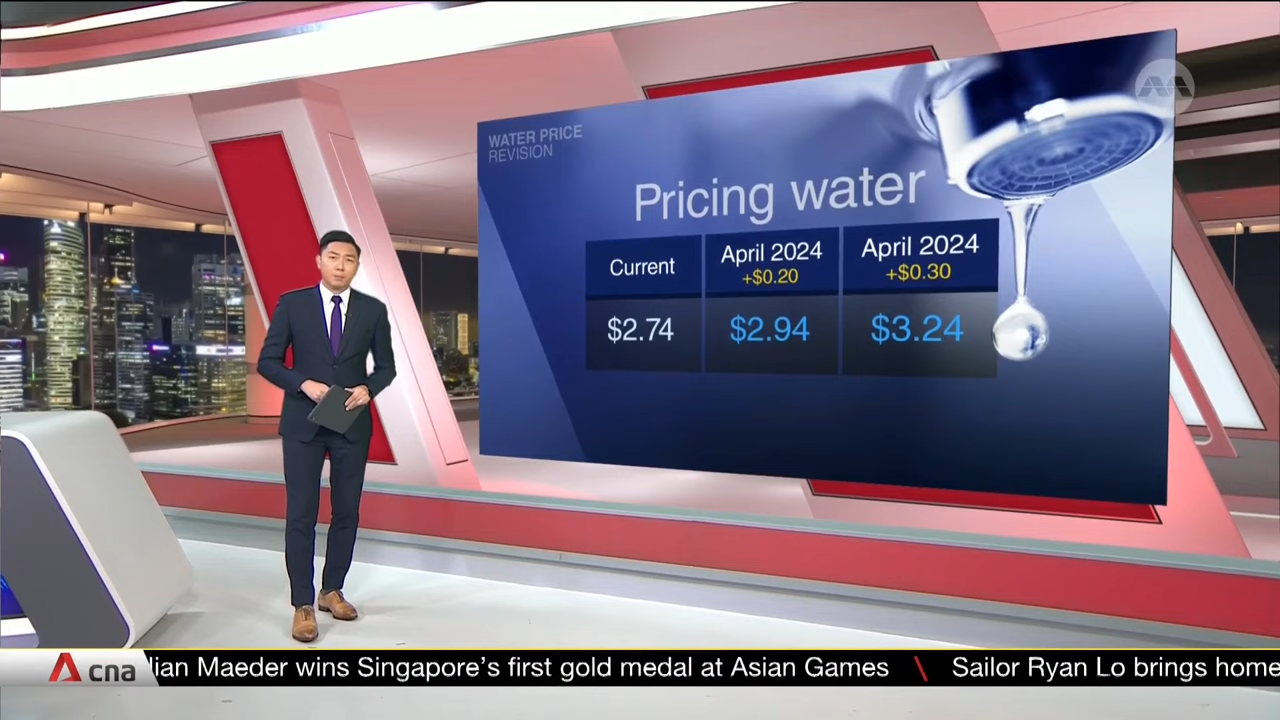 WATER PRICE
REVISION
Pricing water
Current
April 2024
+$0.20
April 2024
+$0.30
$2.74
$2.94
$3.24
cna
lian Maeder wins Singapore's first gold medal at Asian Games \ Sailor Ryan Lo brings home